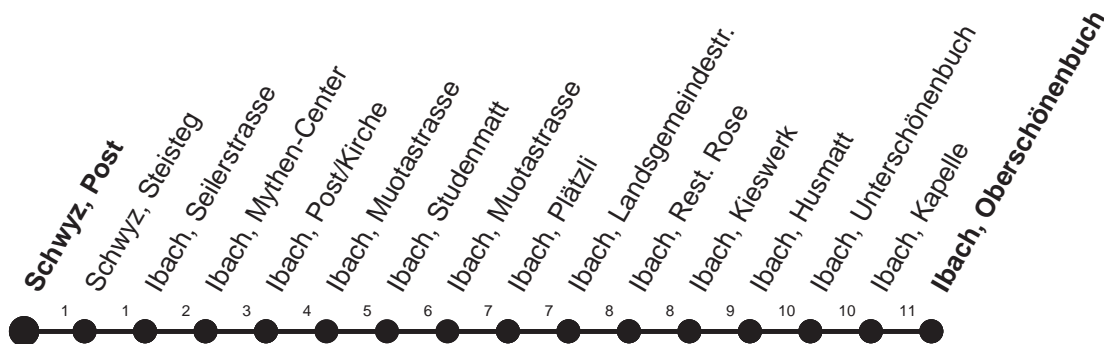 Schwyz, Post
Schwyz, Steisteg
Ibach, Seilerstrasse
Ibach, Mythen-Center
Ibach, Post/Kirche
Ibach, Muotastrasse
Ibach, Studenmatt
Ibach, Muotastrasse
Ibach, Plätzli
Ibach, Landsgemeindestr.
Ibach, Rest. Rose
Ibach, Kieswerk
Ibach, Husmatt
Ibach, Unterschönenbuch
Ibach, Kapelle
Ibach, Oberschönenbuch
1 1 2 3 4 5 6 7 7 8 8 9 10 10 11